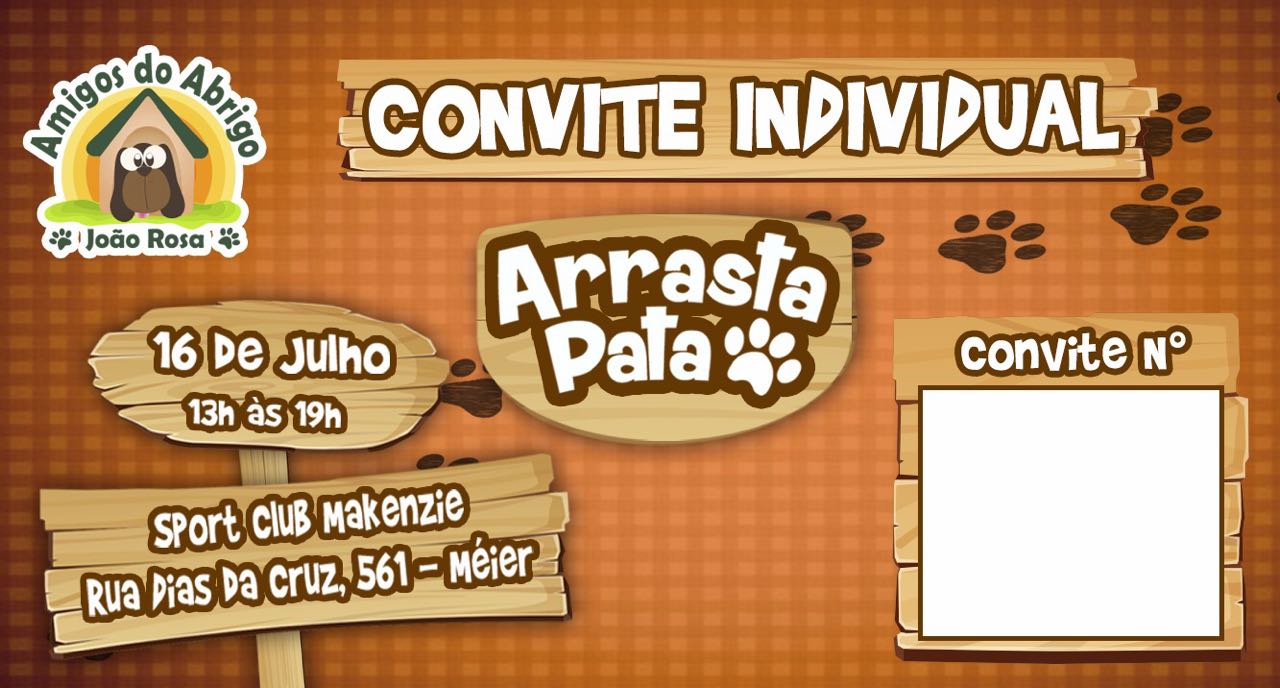 Amigos do Abrigo
João Rosa
CONVITE INDIVIDUAL
Arrasta
Pata
16 De Julho
13h às 19h
Sport Club Makenzie
Rua Dias Da Cruz, 561 - Méier
Convite Nº